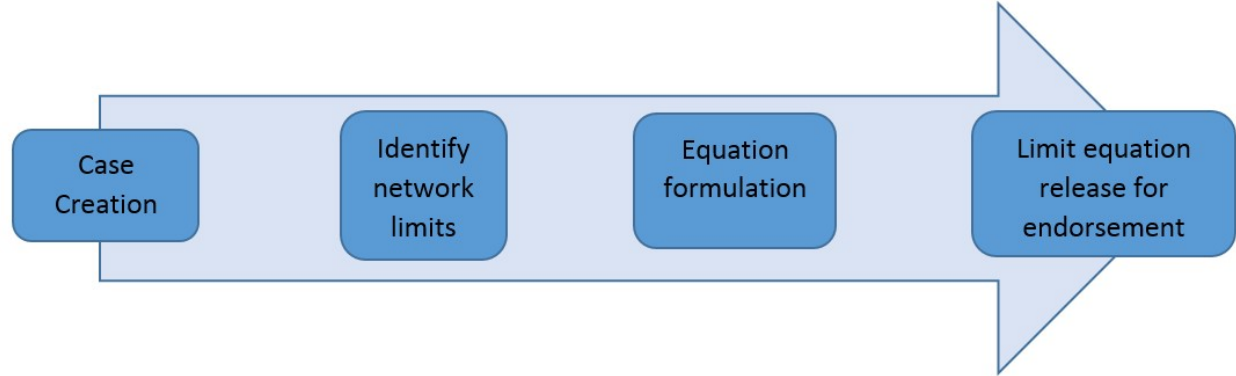 Case
Creation
Identify
network
limits
Equation
formulation
Limit equation
release for
endorsement